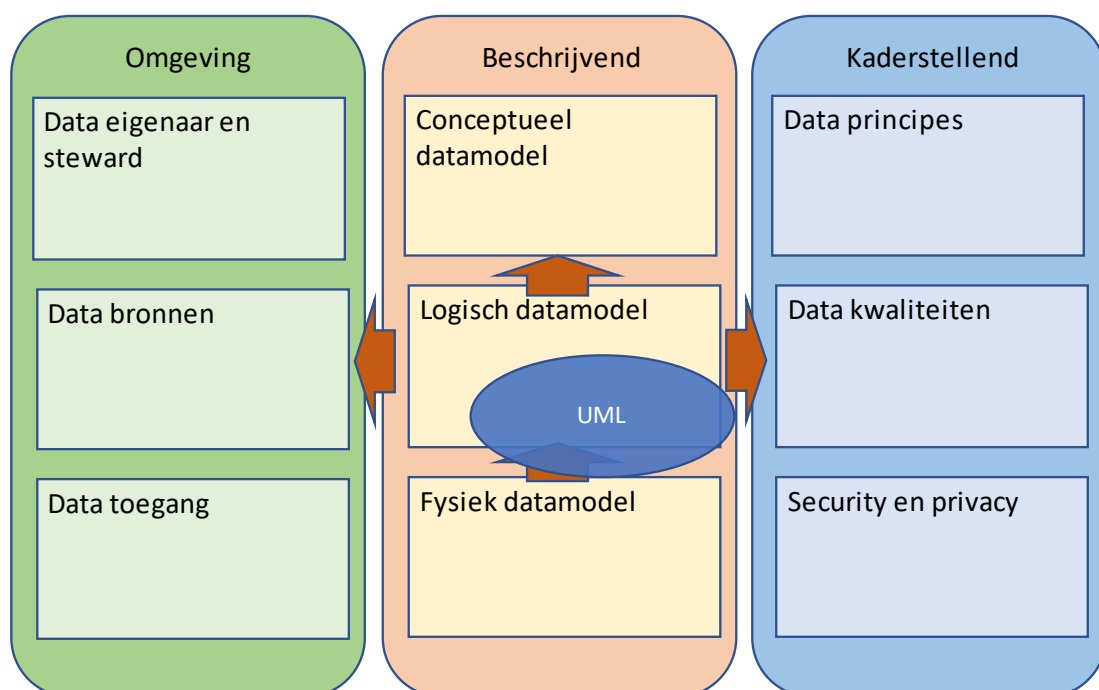 Omgeving
Data eigenaar en
steward
Data bronnen
Data toegang
Beschrijvend
Conceptueel
datamodel
Logisch datamodel
UML
Fysiek datamodel
Kaderstellend
Data principes
Data kwaliteiten
Security en privacy